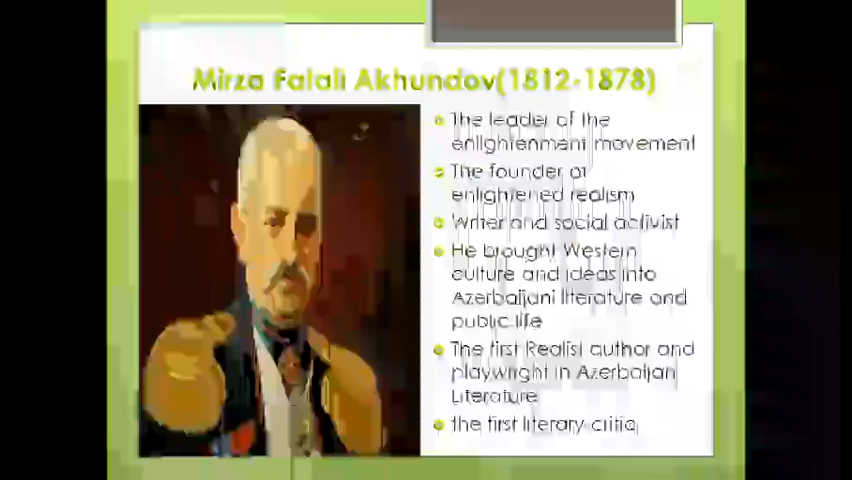 Mirza Fatali Akhundov(1812-1878)
The leader of the
enlightenment movement
The founder of
enlightened realism
Writer and social activist
He brought Western
culture and ideas into
Azerbaijani literature and
public life
The first Realist author and
playwright in Azerbaijan
Literature
the first literary critic